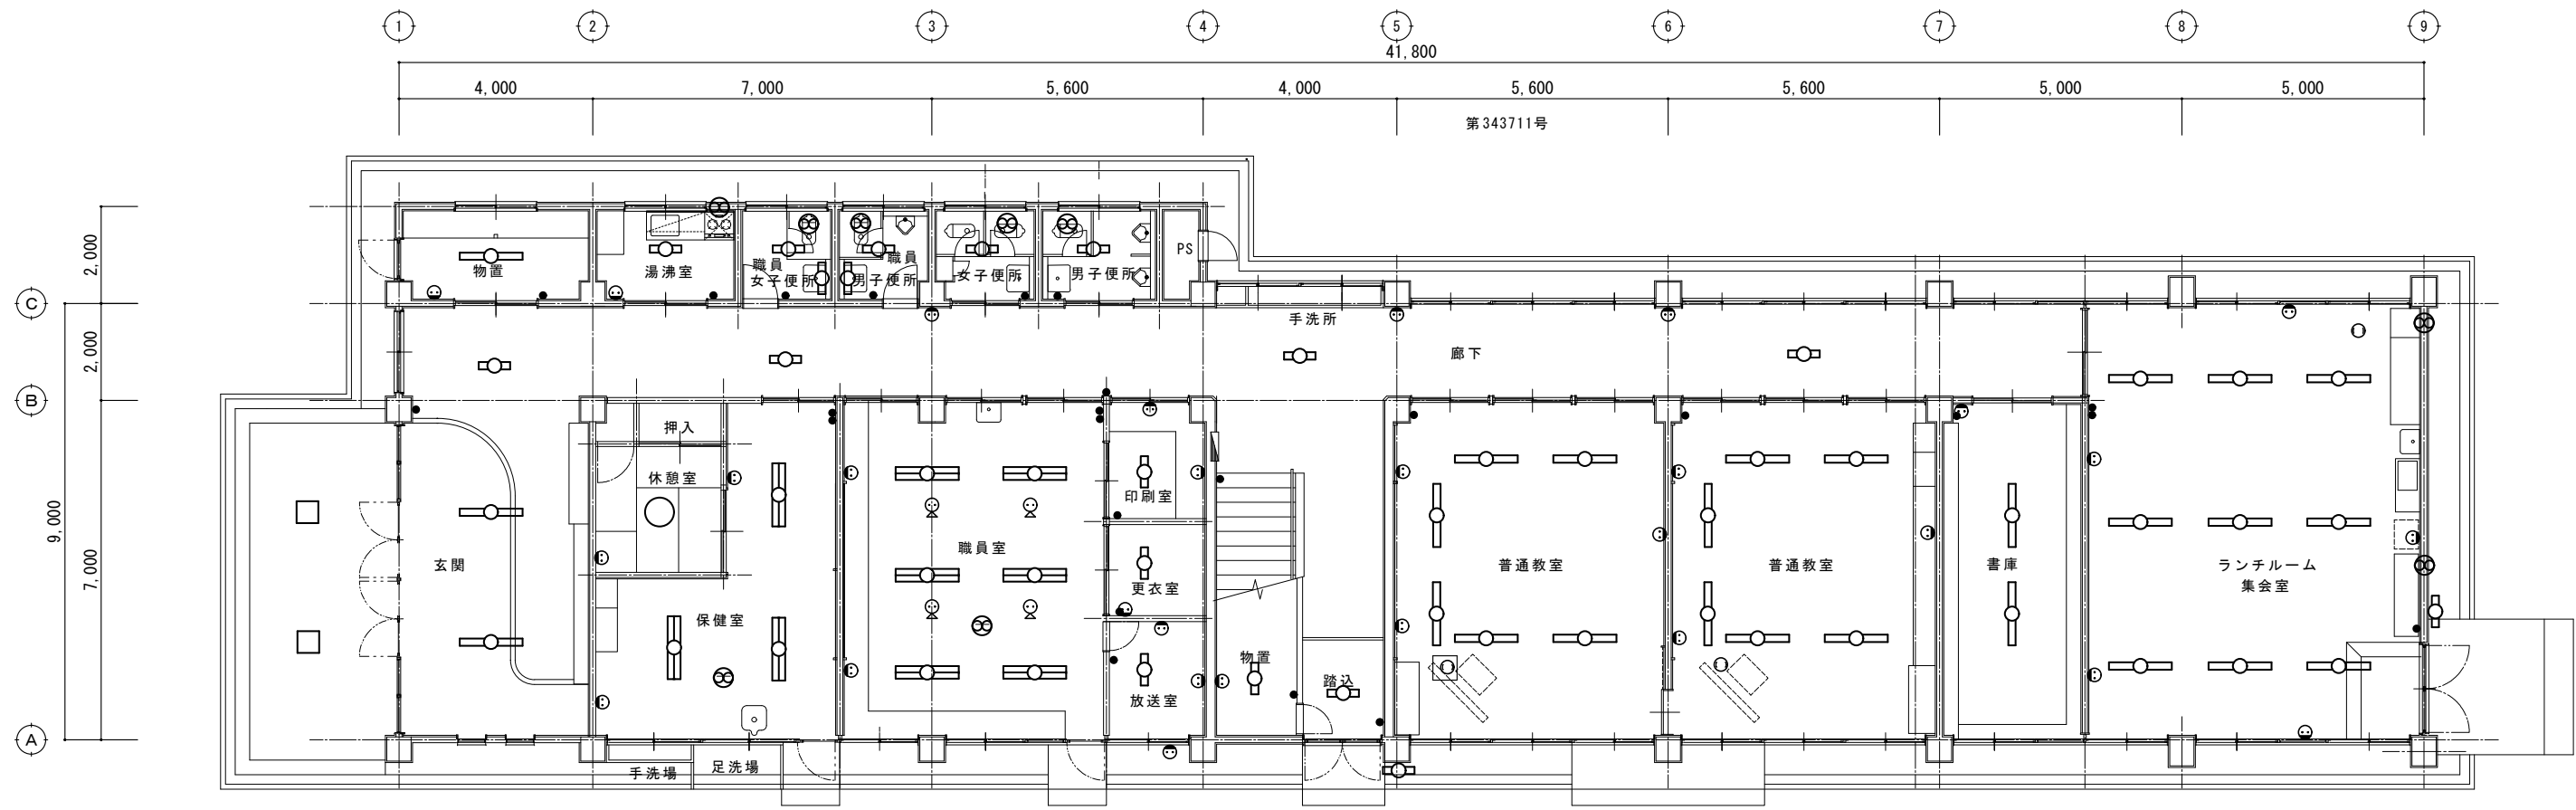 1 2 3 4 5 6 7 8 9
41,800
4,000 7,000 5,600 4,000 5,600 5,600 5,000 5,000
第343711号
2,000
2,000
9,000
7,000
C
B
A
物置
湯沸室
職員
女子便所
職員
男子便所
女子便所
男子便所
PS
手洗所
廊下
押入
休憩室
玄関
保健室
職員室
印刷室
更衣室
放送室
物置
踏込
普通教室
普通教室
書庫
ランチルーム
集会室
手洗場
足洗場